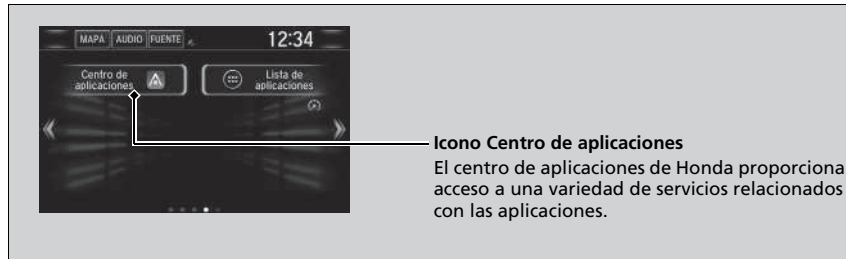 MAPA AUDIO FUENTE 12:34
Centro de aplicaciones
Lista de aplicaciones
Icono Centro de aplicaciones
El centro de aplicaciones de Honda proporciona
acceso a una variedad de servicios relacionados
con las aplicaciones.